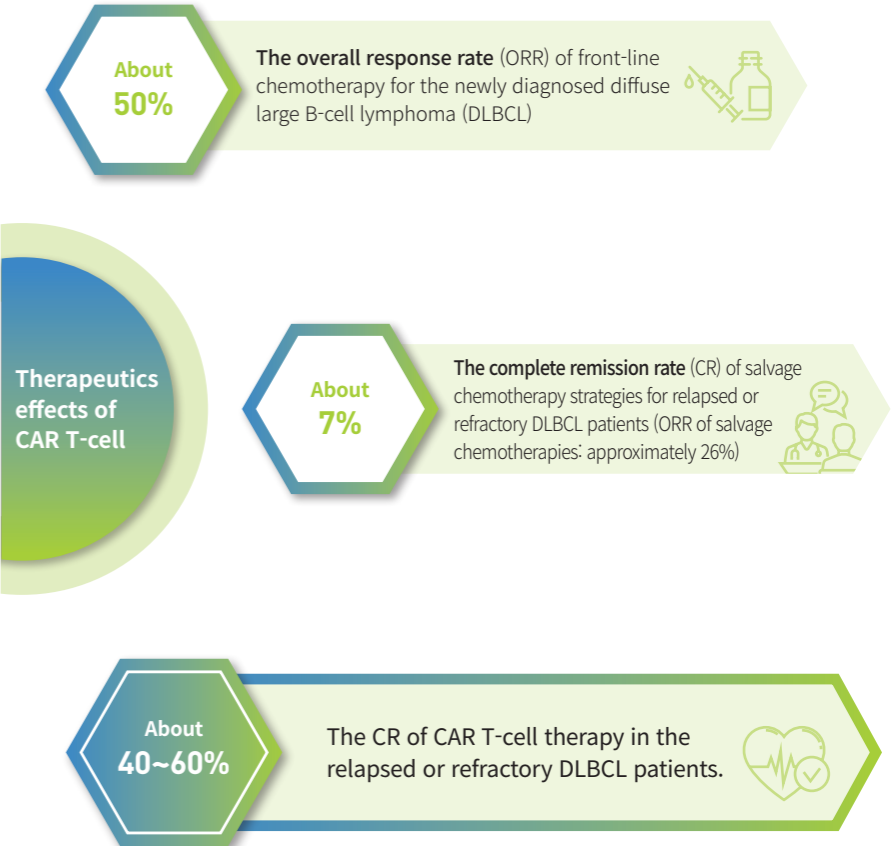 About
50%
The overall response rate (ORR) of front-line
chemotherapy for the newly diagnosed diffuse
large B-cell lymphoma (DLBCL)
Therapeutics
effects of
CAR T-cell
About
7%
The complete remission rate (CR) of salvage
chemotherapy strategies for relapsed or
refractory DLBCL patients (ORR of salvage
chemotherapies: approximately 26%)
About
40~60%
The CR of CAR T-cell therapy in the
relapsed or refractory DLBCL patients.